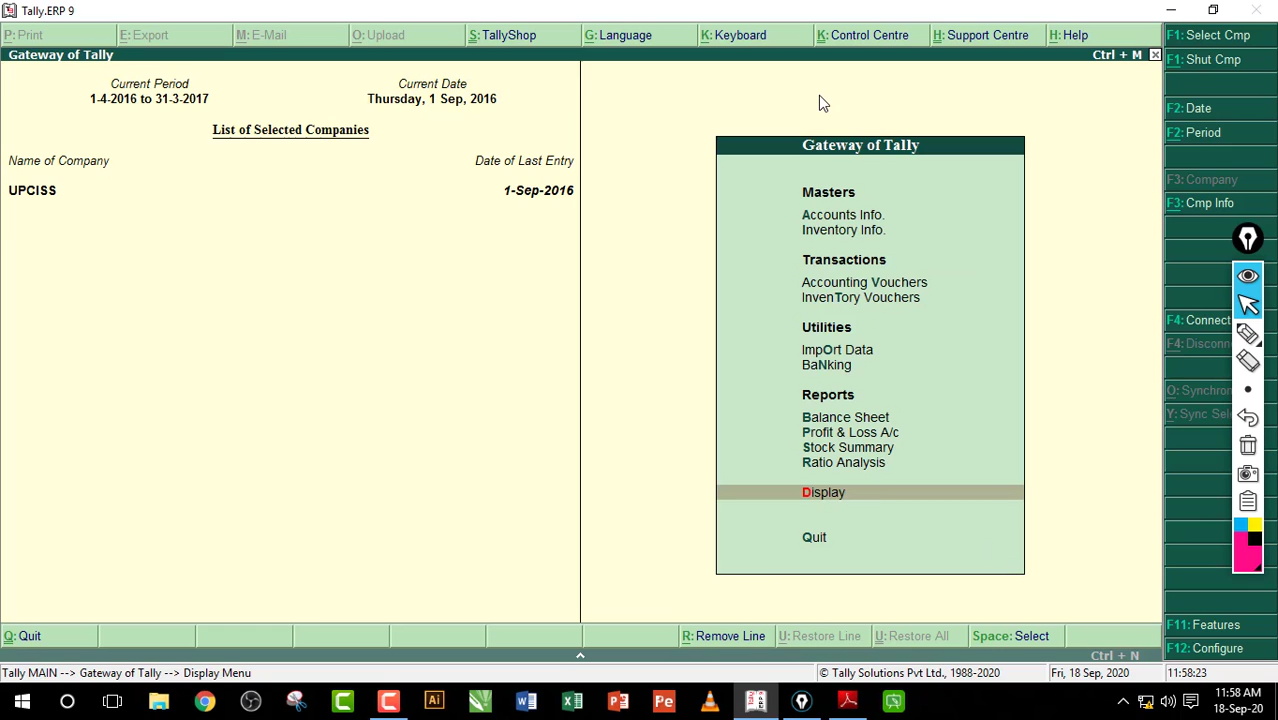 Tally.ERP 9
P: Print
E: Export
M: E-Mail
O: Upload
S: TallyShop
G: Language
K: Keyboard
K: Control Centre
H: Support Centre
H: Help
Gateway of Tally
Ctrl + M
Current Period
1-4-2016 to 31-3-2017
Current Date
Thursday, 1 Sep, 2016
List of Selected Companies
Name of Company
Date of Last Entry
UPCISS
1-Sep-2016
Gateway of Tally
Masters
Accounts Info.
Inventory Info.
Transactions
Accounting Vouchers
InvenTory Vouchers
Utilities
ImpOrt Data
BaNking
Reports
Balance Sheet
Profit & Loss A/c
Stock Summary
Ratio Analysis
Display
Quit
F1: Select Cmp
F1: Shut Cmp
F2: Date
F2: Period
F3: Company
F3: Cmp Info
F4: Connect
F4: Disconn
O: Synchron
Y: Sync Sel
F11: Features
F12: Configure
Q: Quit
R: Remove Line
U: Restore Line
U: Restore All
Space: Select
Ctrl + N
Tally MAIN --> Gateway of Tally --> Display Menu
© Tally Solutions Pvt Ltd., 1988-2020
Fri, 18 Sep, 2020
11:58:23
11:58 AM
18-Sep-20